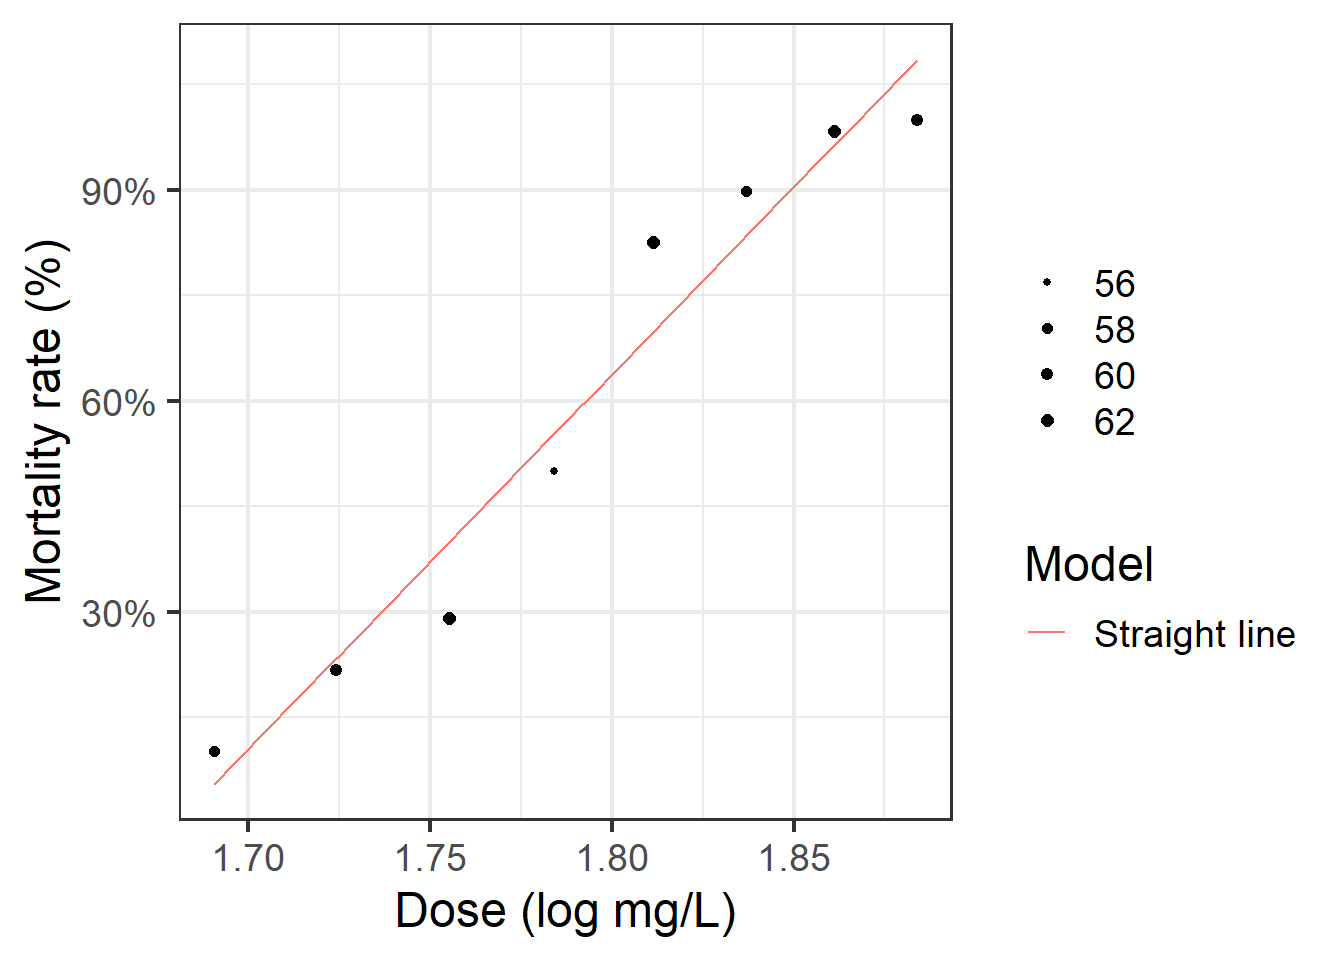 90%
60%
30%
Mortality rate (%)
1.70
1.75
1.80
1.85
Dose (log mg/L)
56
58
60
62
Model
Straight line